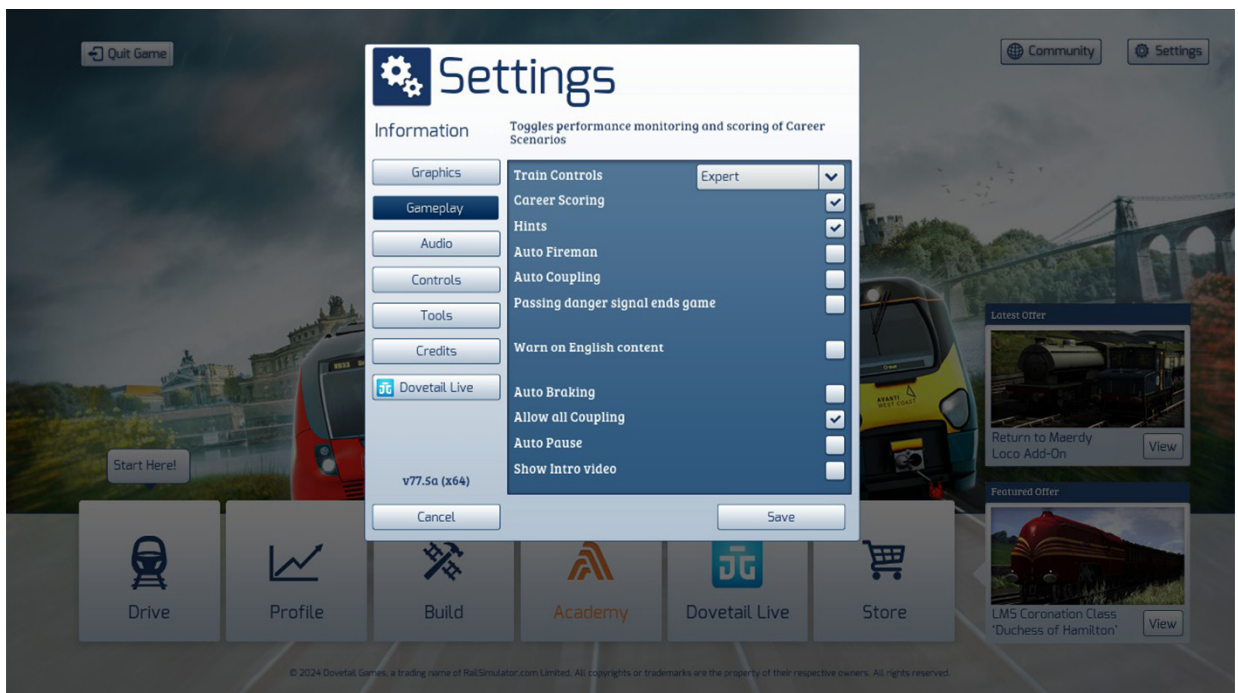 Quit Game
Community
Settings
Settings
Information
Toggles performance monitoring and scoring of Career
Scenarios
Graphics
Gameplay
Audio
Controls
Tools
Credits
Dovetail Live
v77.5a (x64)
Cancel
Train Controls
Expert
Career Scoring
Hints
Auto Fireman
Auto Coupling
Passing danger signal ends game
Warn on English content
Auto Braking
Allow all Coupling
Auto Pause
Show Intro video
Save
Start Here!
AVANTI
WEST COAST
Latest Offer
Return to Maerdy
Loco Add-On
View
Featured Offer
LMS Coronation Class
'Duchess of Hamilton'
View
Drive
Profile
Build
Academy
Dovetail Live
Store
© 2024 Dovetail Games, a trading name of RailSimulator.com Limited. All copyrights or trademarks are the property of their respective owners. All rights reserved.